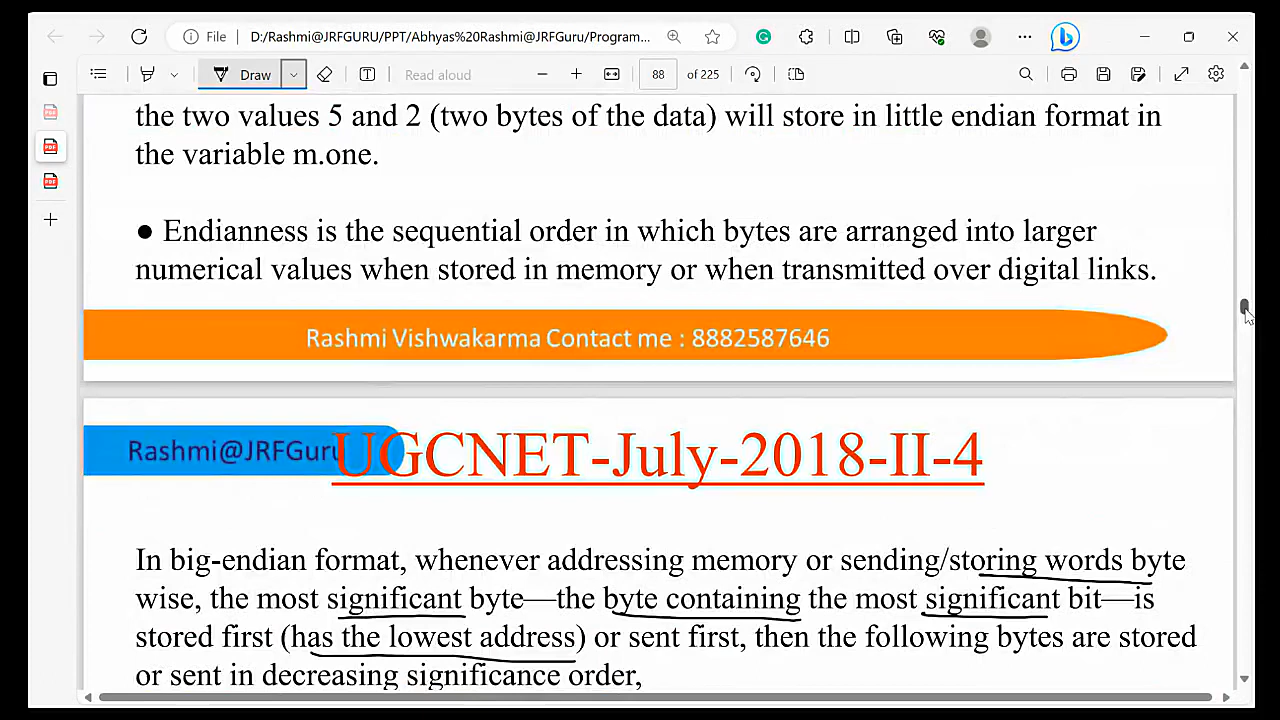 File
D:/Rashmi@JRFGURU/PPT/Abhyas%20Rashmi@JRFGuru/Program...
Draw
Read aloud
88
of 225
the two values 5 and 2 (two bytes of the data) will store in little endian format in
the variable m.one.
● Endianness is the sequential order in which bytes are arranged into larger
numerical values when stored in memory or when transmitted over digital links.
Rashmi Vishwakarma Contact me : 8882587646
Rashmi@JRFGuru
UGCNET-July-2018-II-4
In big-endian format, whenever addressing memory or sending/storing words byte
wise, the most significant byte—the byte containing the most significant bit—is
stored first (has the lowest address) or sent first, then the following bytes are stored
or sent in decreasing significance order,